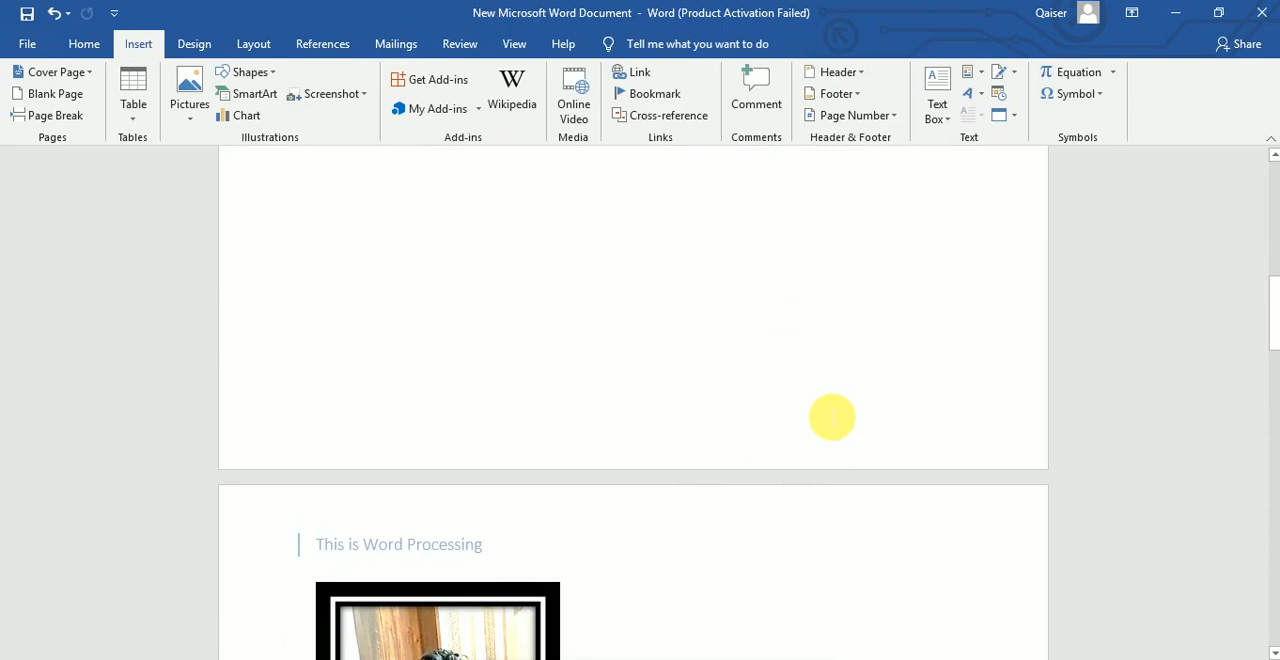 New Microsoft Word Document - Word (Product Activation Failed)
Qaiser
File Home Insert Design Layout References Mailings Review View Help Tell me what you want to do Share
Cover Page
Blank Page
Page Break
Pages
Table
Tables
Pictures
Shapes
SmartArt
Chart
Screenshot
Illustrations
Get Add-ins
My Add-ins
W
Wikipedia
Add-ins
Online
Video
Media
Link
Bookmark
Cross-reference
Links
Comment
Comments
Header
Footer
Page Number
Header & Footer
A
Text
Box
A
A
Text
π Equation
Ω Symbol
Symbols
This is Word Processing